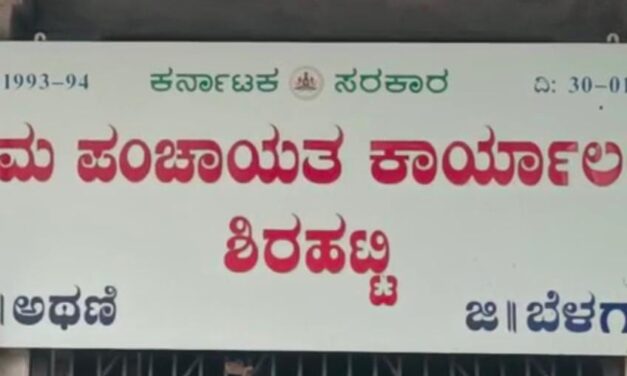 1993-94 ಕರ್ನಾಟಕ ಸರಕಾರ ದಿ: 30-01
ಮ ಪಂಚಾಯತ ಕಾರ್ಯಾಲ
ಶಿರಹಟ್ಟಿ
॥ಅಥಣಿ ಜಿ॥ಬೆಳಗ